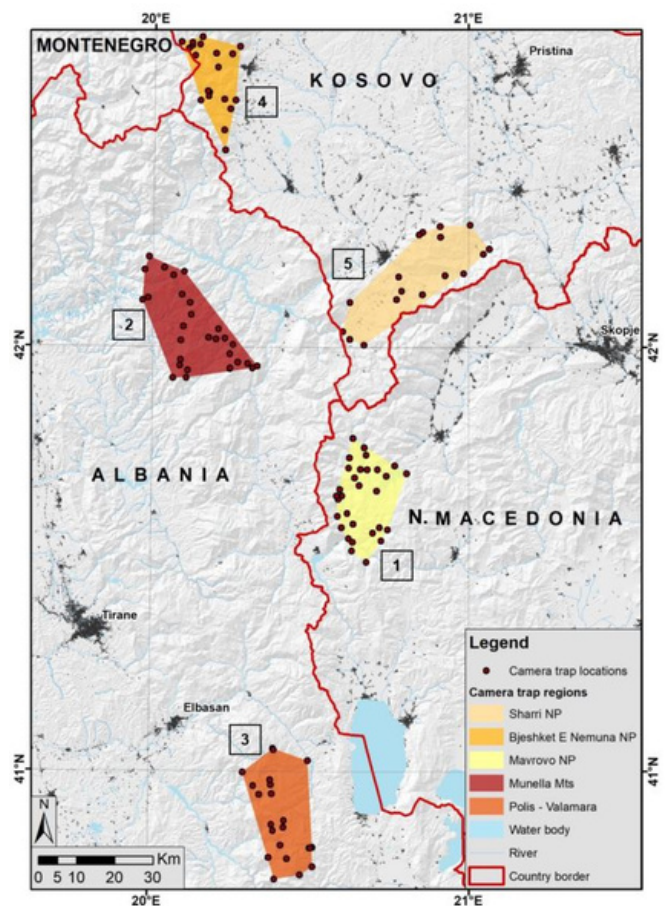 20°E
21°E
MONTENEGRO
Pristina
KOSOVO
4
5
2
42°N
42°N
Skopje
ALBANIA
N. MACEDONIA
1
Tirane
Legend
Camera trap locations
Camera trap regions
Sharri NP
Bjeshket E Nemuna NP
Mavrovo NP
Munella Mts
Polis - Valamara
Water body
River
Country border
Elbasan
3
41°N
41°N
N
Km
0 5 10 20 30
20°E
21°E